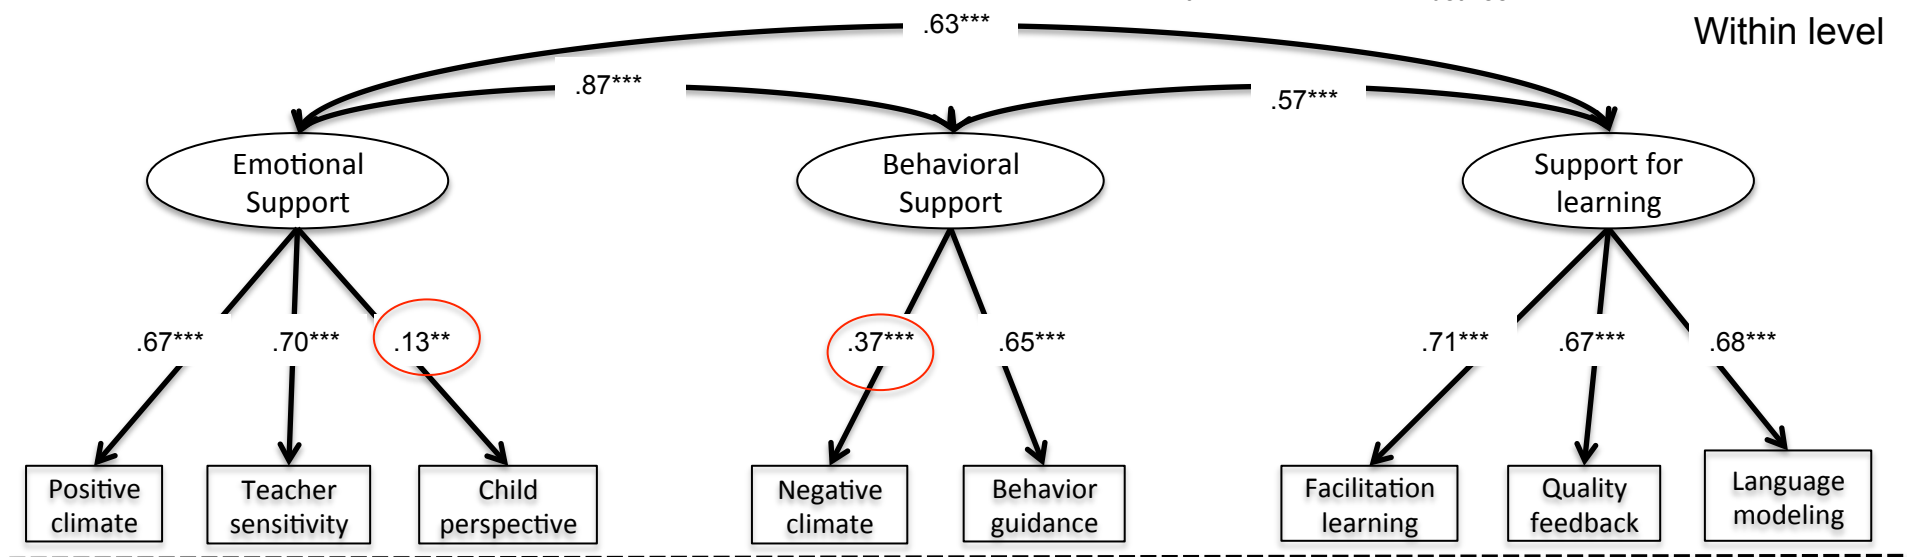 .63***
Within level
.87***
.57***
Emotional
Support
Behavioral
Support
Support for
learning
.67***
.70***
.13**
.37***
.65***
.71***
.67***
.68***
Positive
climate
Teacher
sensitivity
Child
perspective
Negative
climate
Behavior
guidance
Facilitation
learning
Quality
feedback
Language
modeling